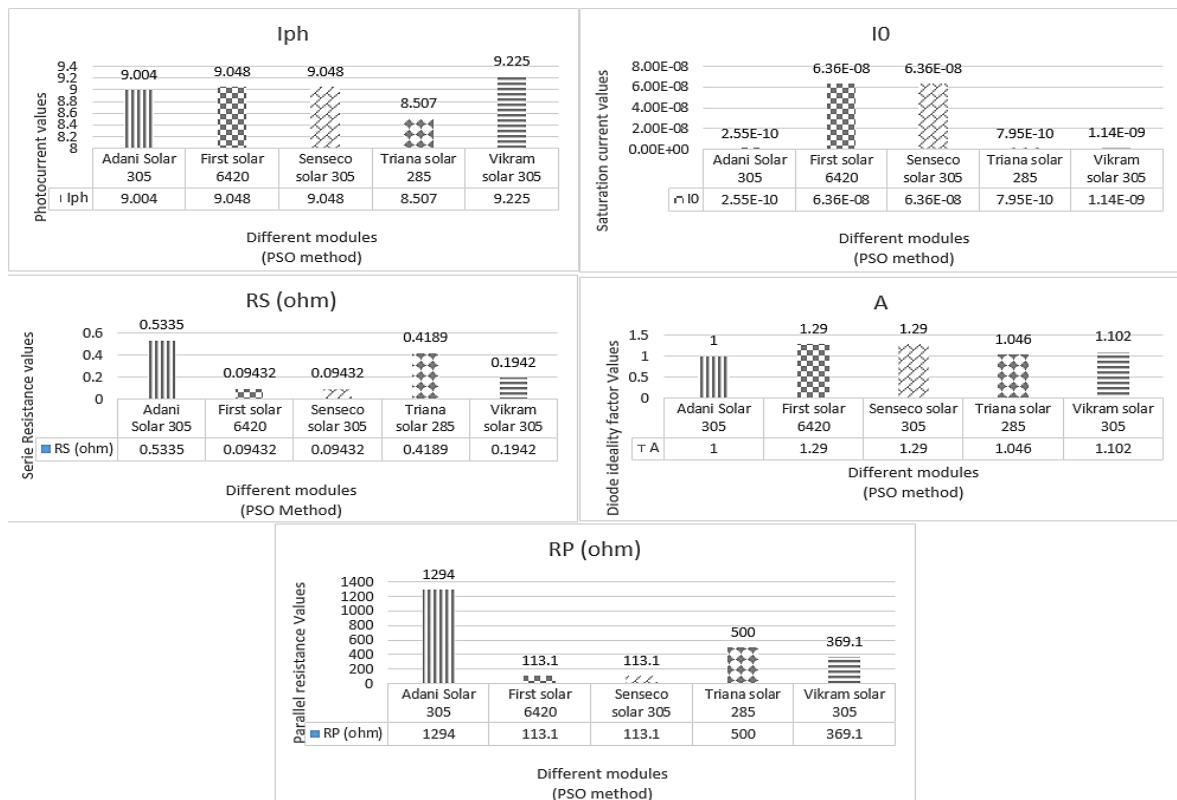 Iph
Photocurrent values
9.4
9.2
9
8.8
8.6
8.4
8.2
8
9.004
9.048
9.048
8.507
9.225
Adani Solar 305
First solar 6420
Senseco solar 305
Triana solar 285
Vikram solar 305
Iph
9.004
9.048
9.048
8.507
9.225
Different modules
(PSO method)
I0
Saturation current values
8.00E-08
6.00E-08
4.00E-08
2.00E-08
0.00E+00
2.55E-10
6.36E-08
6.36E-08
7.95E-10
1.14E-09
Adani Solar 305
First solar 6420
Senseco solar 305
Triana solar 285
Vikram solar 305
I0
2.55E-10
6.36E-08
6.36E-08
7.95E-10
1.14E-09
Different modules
(PSO method)
RS (ohm)
Serie Resistance values
0.6
0.4
0.2
0
0.5335
0.09432
0.09432
0.4189
0.1942
Adani Solar 305
First solar 6420
Senseco solar 305
Triana solar 285
Vikram solar 305
RS (ohm)
0.5335
0.09432
0.09432
0.4189
0.1942
Different modules
(PSO Method)
A
Diode ideality factor Values
1.5
1
0.5
0
1
1.29
1.29
1.046
1.102
Adani Solar 305
First solar 6420
Senseco solar 305
Triana solar 285
Vikram solar 305
A
1
1.29
1.29
1.046
1.102
Different modules
(PSO method)
RP (ohm)
Parallel resistance Values
1400
1200
1000
800
600
400
200
0
1294
113.1
113.1
500
369.1
Adani Solar 305
First solar 6420
Senseco solar 305
Triana solar 285
Vikram solar 305
RP (ohm)
1294
113.1
113.1
500
369.1
Different modules
(PSO method)